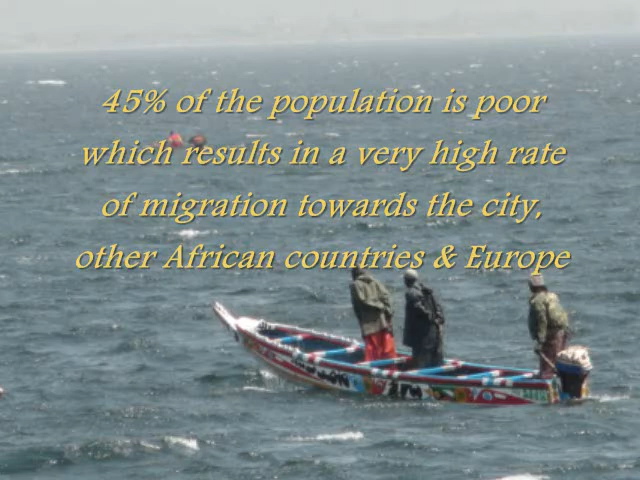 45% of the population is poor
which results in a very high rate
of migration towards the city,
other African countries & Europe